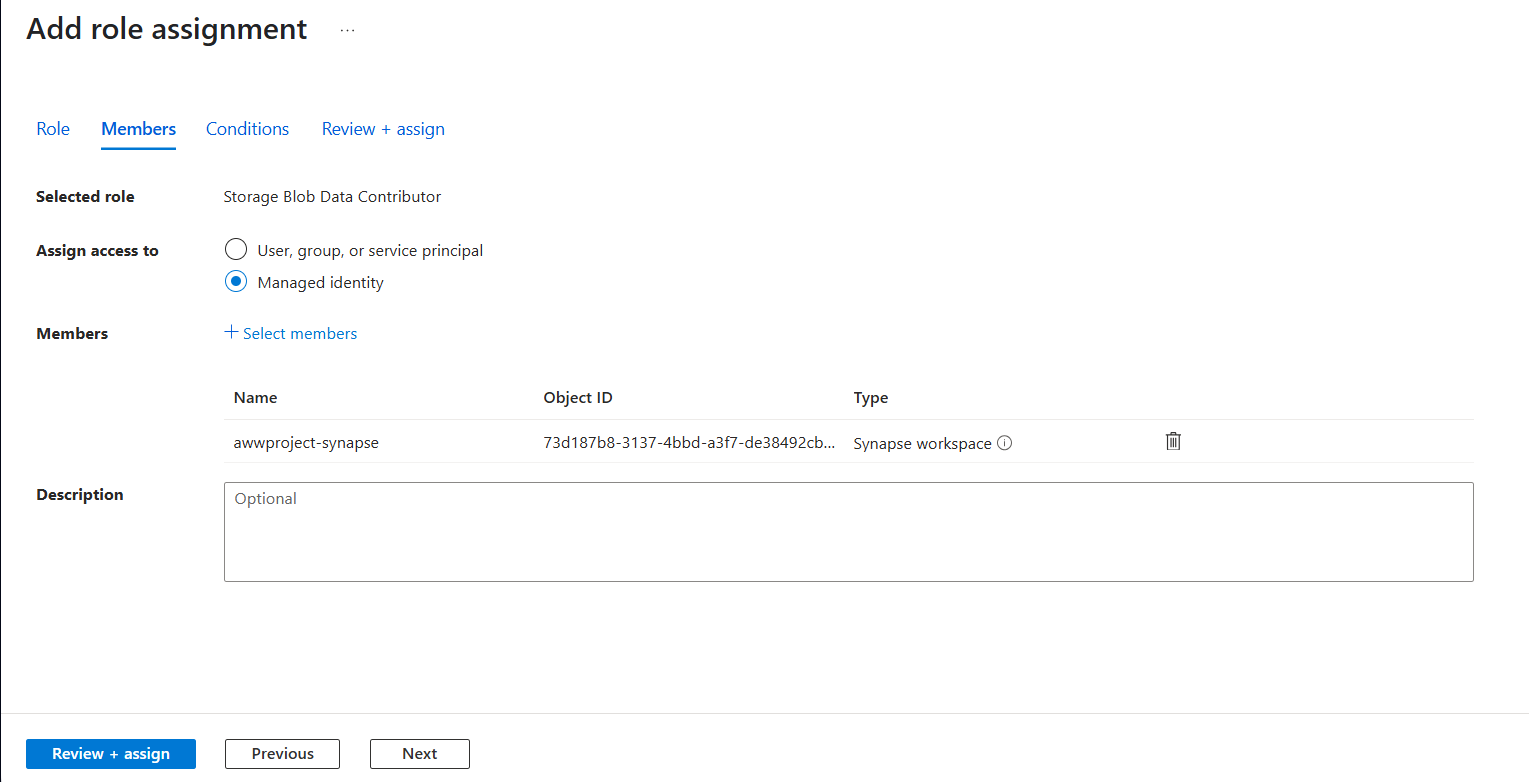 Add role assignment ...
Role Members Conditions Review + assign
Selected role Storage Blob Data Contributor
Assign access to User, group, or service principal
Managed identity
Members + Select members
Name Object ID Type
awwproject-synapse 73d187b8-3137-4bbd-a3f7-de38492cb... Synapse workspace
Description Optional
Review + assign Previous Next